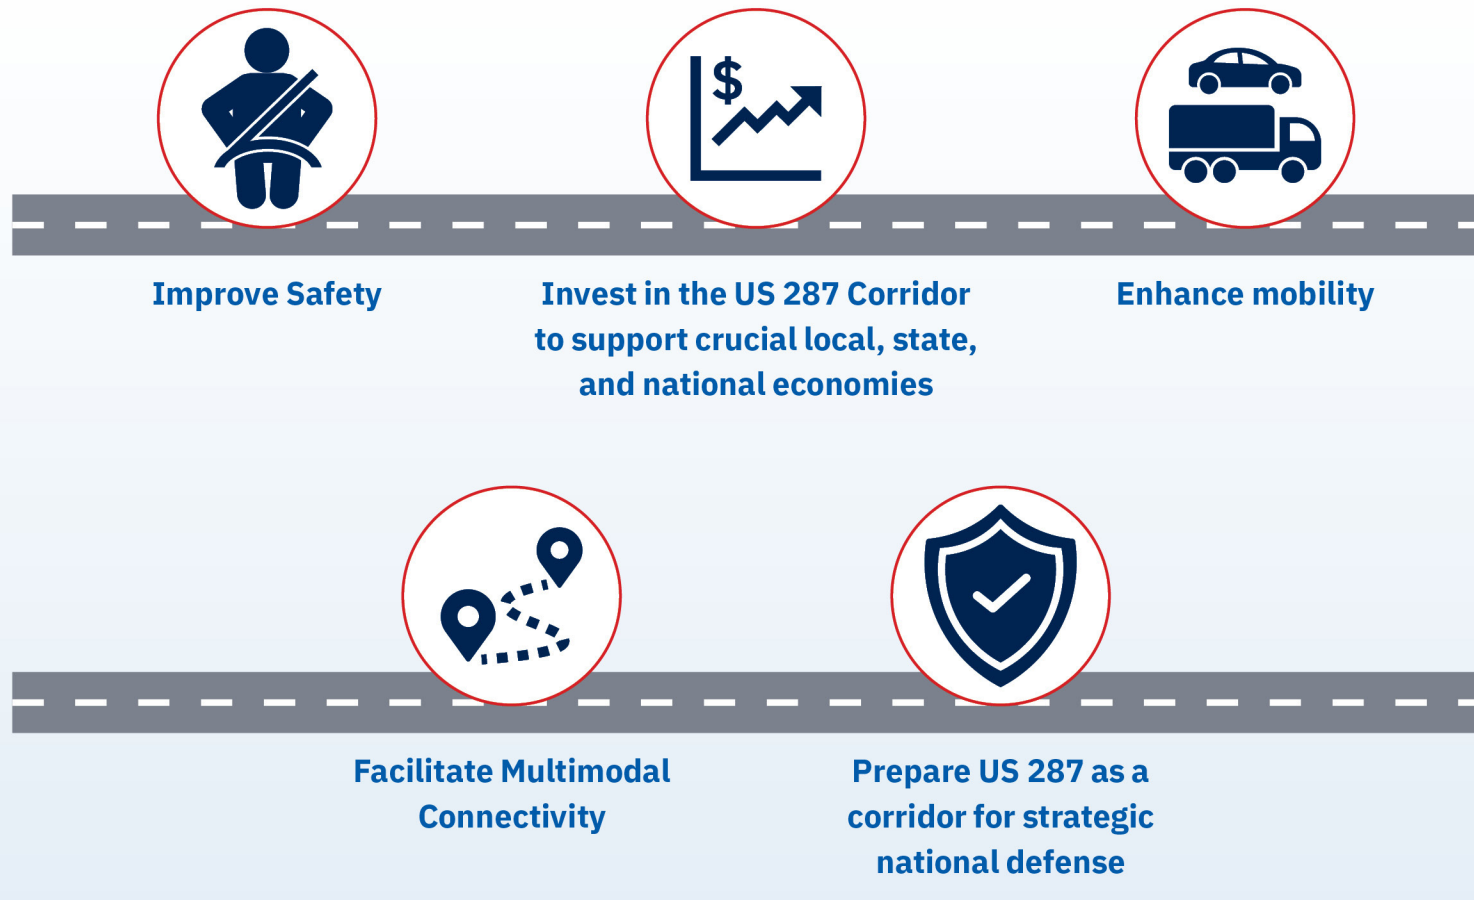 $
Improve Safety
Invest in the US 287 Corridor
to support crucial local, state,
and national economies
Enhance mobility
Facilitate Multimodal
Connectivity
Prepare US 287 as a
corridor for strategic
national defense